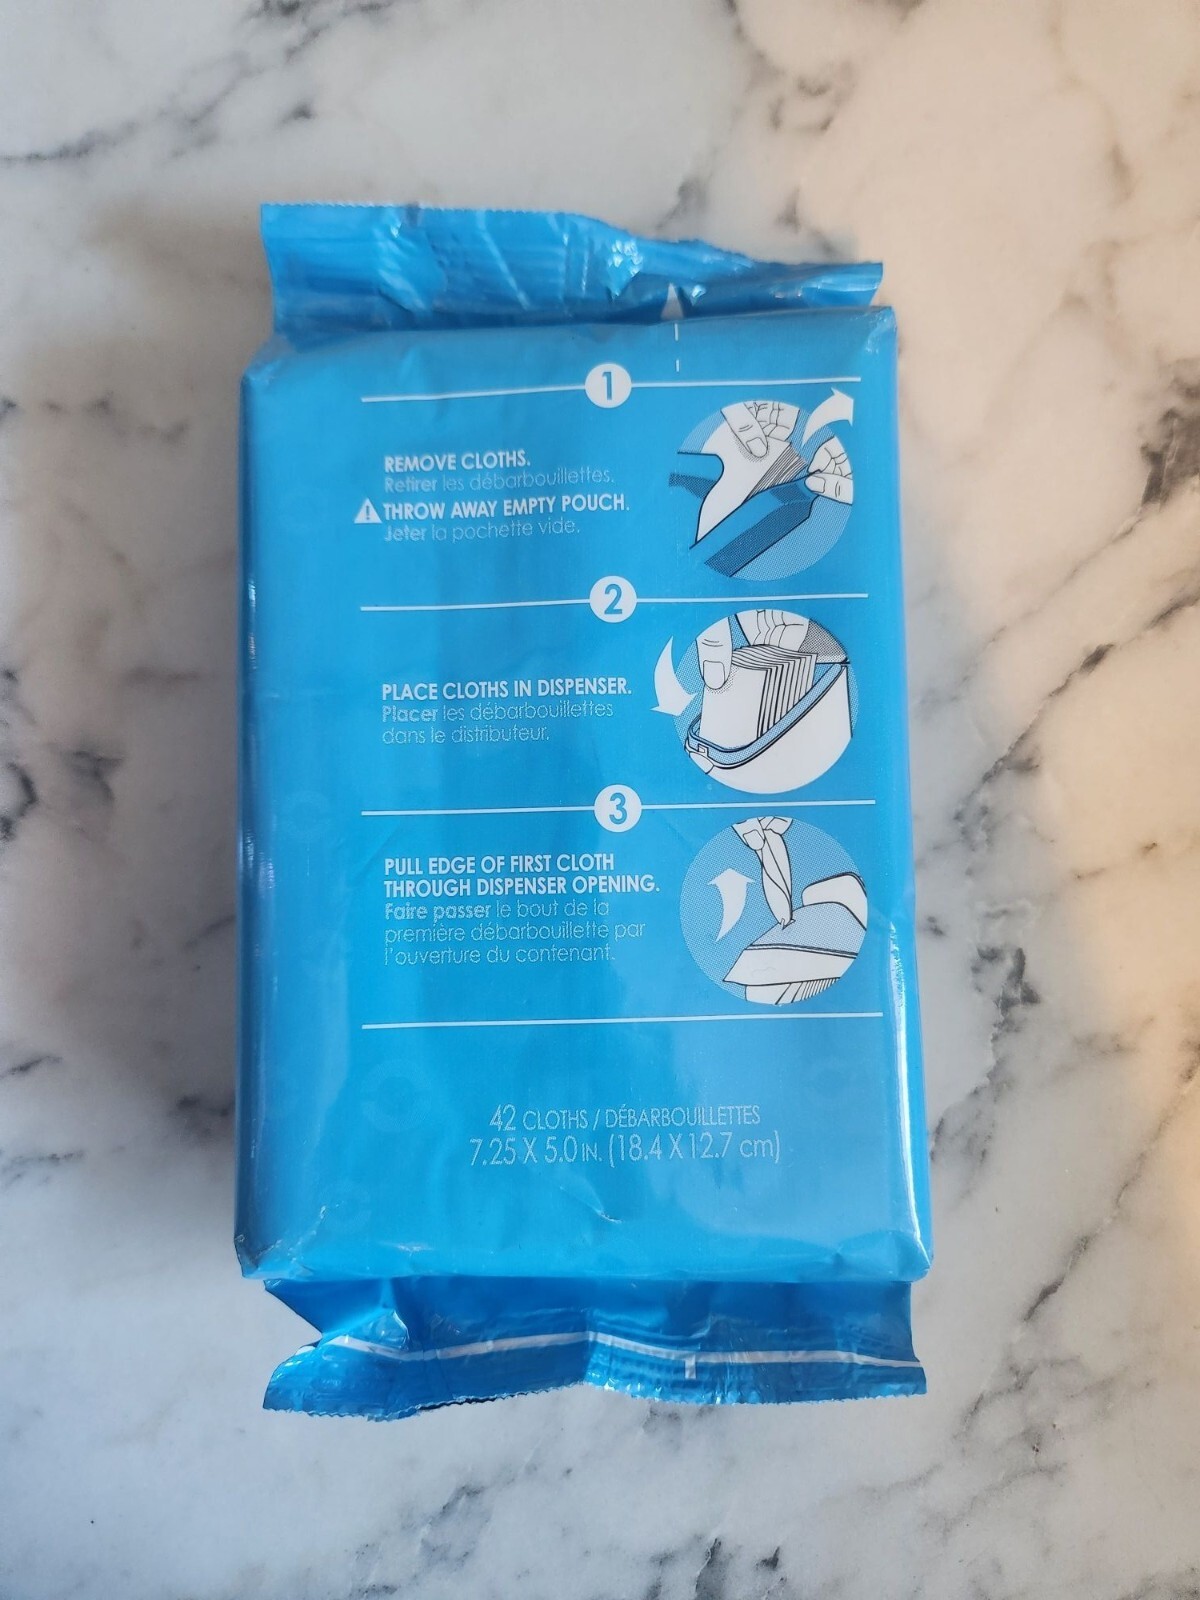 1
REMOVE CLOTHS.
Retirer les débarbouillettes.
THROW AWAY EMPTY POUCH.
Jeter la pochette vide.
2
PLACE CLOTHS IN DISPENSER.
Placer les débarbouillettes
dans le distributeur.
3
PULL EDGE OF FIRST CLOTH
THROUGH DISPENSER OPENING.
Faire passer le bout de la
première débarbouillette par
l'ouverture du contenant.
42 CLOTHS / DÉBARBOUILLETTES
7.25 X 5.0 IN. (18.4 X 12.7 cm)